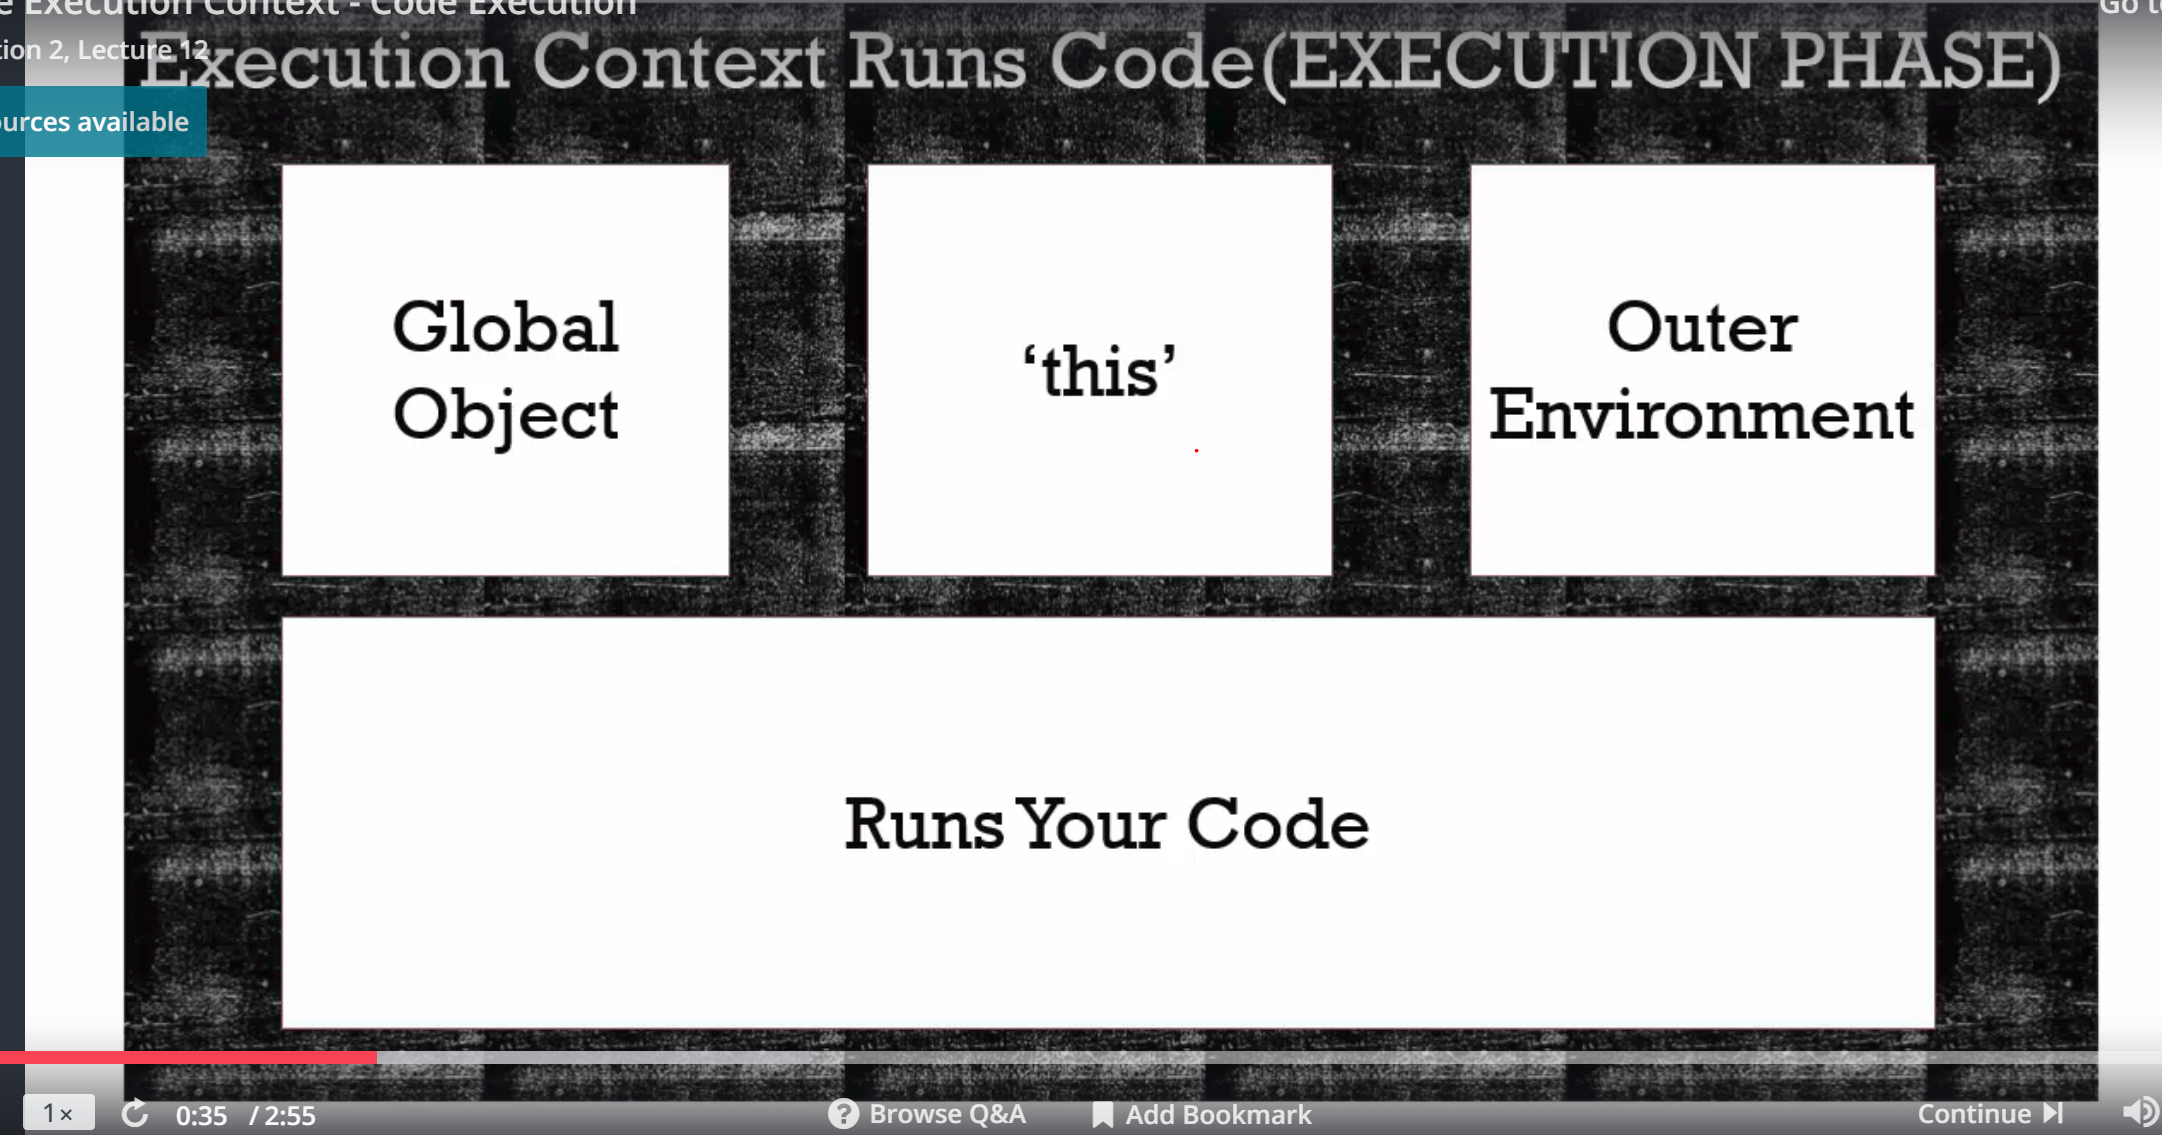 Execution Context - Code Execution
Go t
tion 2, Lecture 12
Execution Context Runs Code(EXECUTION PHASE)
ources available
Global
Object
‘this’
Outer
Environment
Runs Your Code
1×
0:35 / 2:55
? Browse Q&A
Add Bookmark
Continue